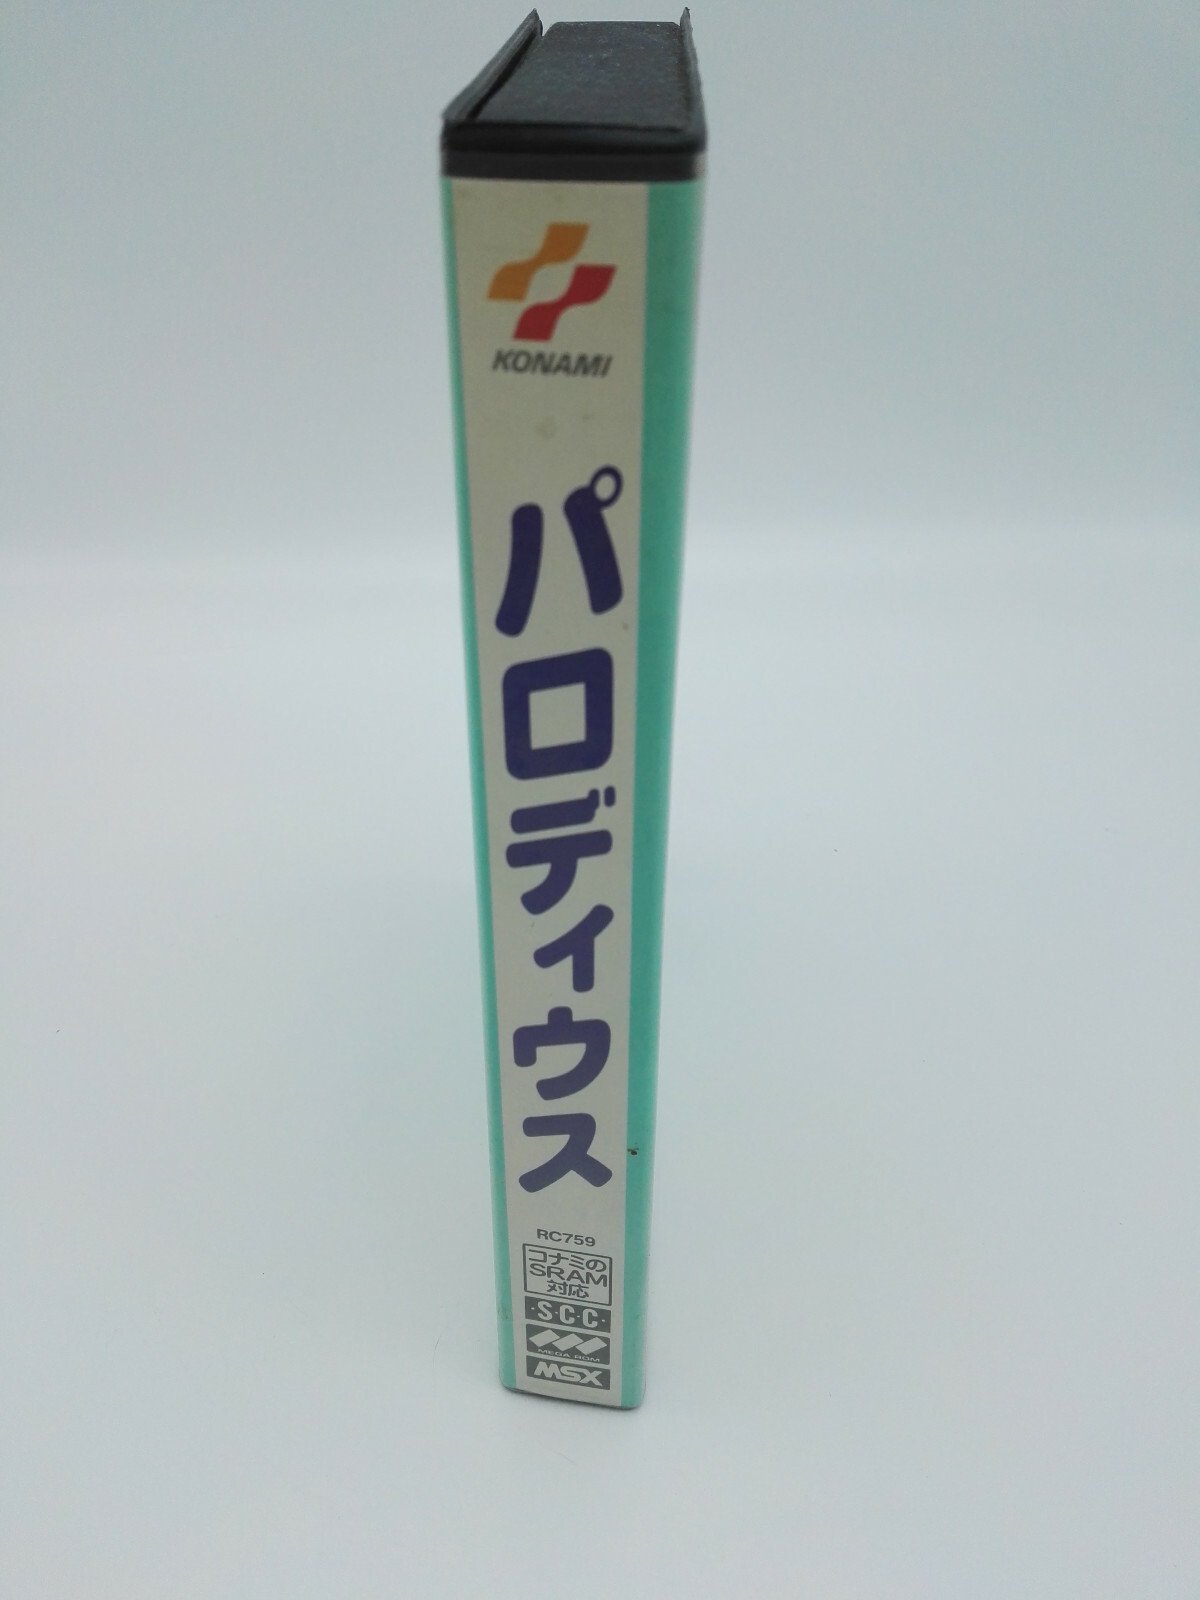 KONAMI
パロディウス
RC759
コナミの
SRAM
対応
·S·C·C·
MEGA ROM
MSX